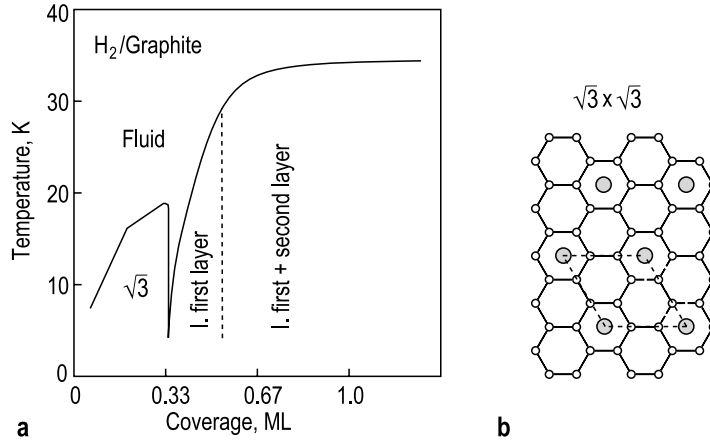 40
30
20
10
0
Temperature, K
H₂/Graphite
Fluid
√3
I. first layer
I. first + second layer
0
0.33
0.67
1.0
Coverage, ML
a
√3 x √3
b